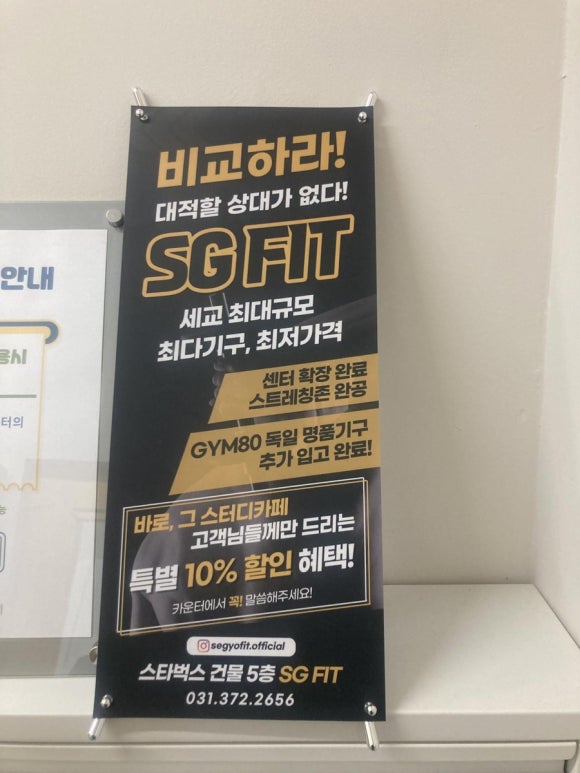 비교하라!
대적할 상대가 없다!
SG FIT
세교 최대규모
최다기구, 최저가격
센터 확장 완료
스트레칭존 완공
GYM80 독일 명품기구
추가 입고 완료!
바로, 그 스터디카페
고객님들께만 드리는
특별 10% 할인 혜택!
카운터에서 꼭! 말씀해주세요!
segyofit.official
스타벅스 건물 5층 SG FIT
031.372.2656
안내
용시
터의